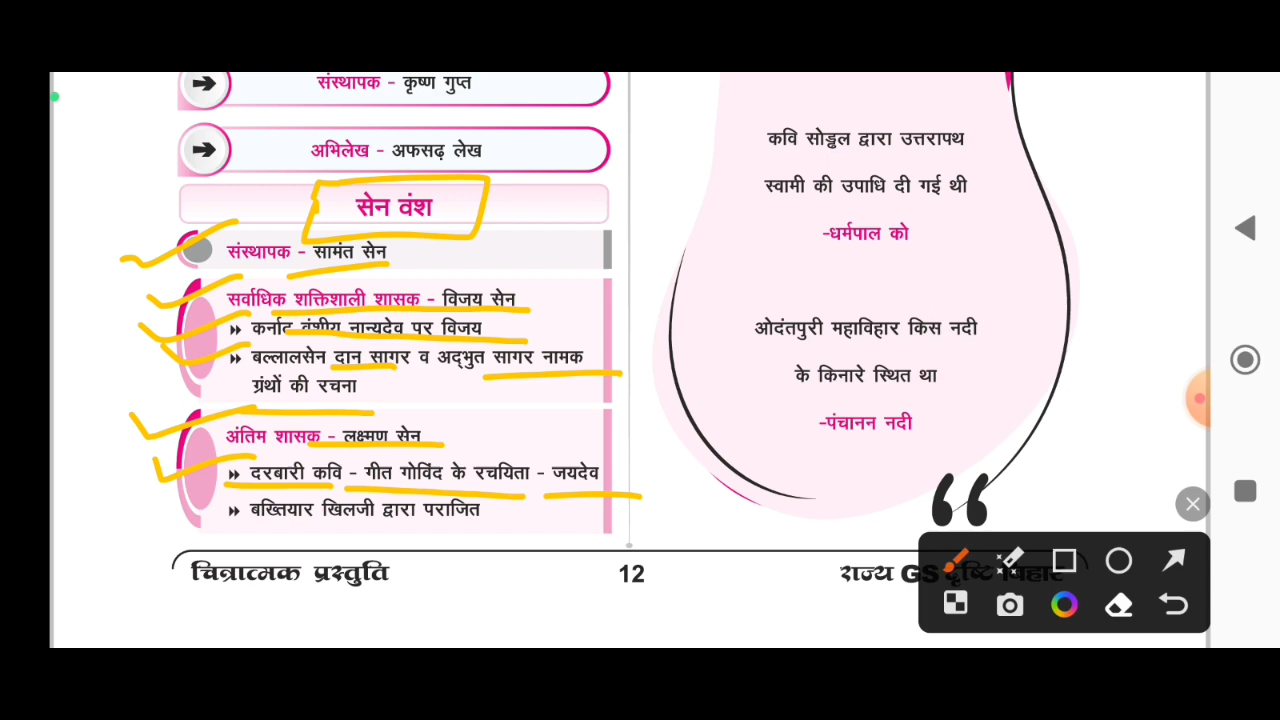 संस्थापक - कृष्ण गुप्त
अभिलेख - अफसढ़ लेख
सेन वंश
संस्थापक - सामंत सेन
सर्वाधिक शक्तिशाली शासक - विजय सेन
कर्नाट वंशीय नान्यदेव पर विजय
बल्लालसेन दान सागर व अद्भुत सागर नामक
ग्रंथों की रचना
अंतिम शासक - लक्ष्मण सेन
दरबारी कवि - गीत गोविंद के रचयिता - जयदेव
बख्तियार खिलजी द्वारा पराजित
कवि सोड्ढल द्वारा उत्तरापथ
स्वामी की उपाधि दी गई थी
-धर्मपाल को
ओदंतपुरी महाविहार किस नदी
के किनारे स्थित था
-पंचानन नदी
चित्रात्मक प्रस्तुति
12
राज्य GS दृष्टि बिहार